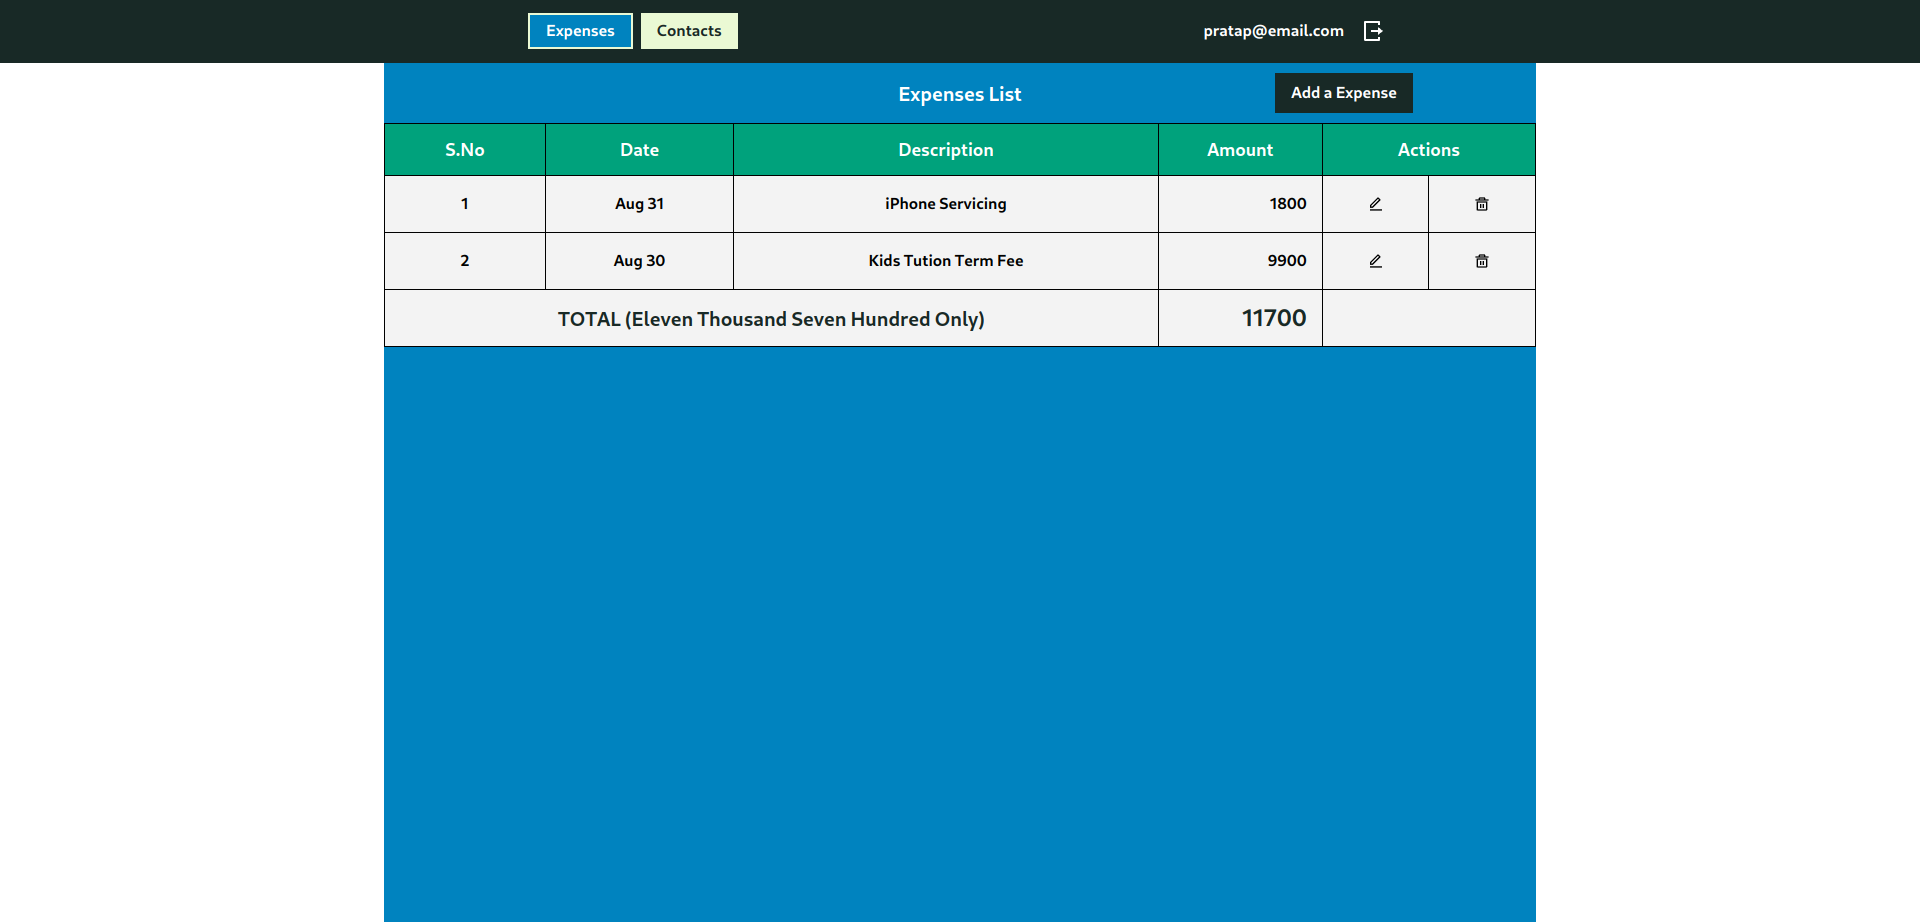 Expenses Contacts pratap@email.com
Expenses List Add a Expense
S.No Date Description Amount Actions
1 Aug 31 iPhone Servicing 1800
2 Aug 30 Kids Tution Term Fee 9900
TOTAL (Eleven Thousand Seven Hundred Only) 11700